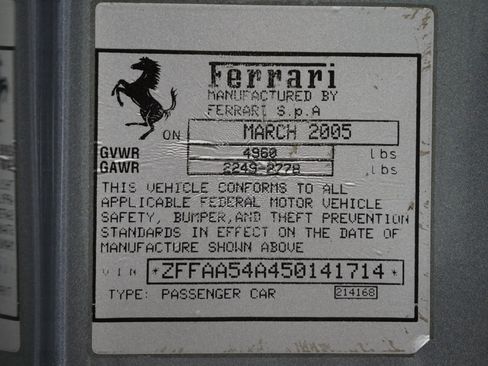 Ferrari
MANUFACTURED BY
FERRARI S.p.A
ON MARCH 2005
GVWR 4960 lbs
GAWR 2249-2778 lbs
THIS VEHICLE CONFORMS TO ALL
APPLICABLE FEDERAL MOTOR VEHICLE
SAFETY, BUMPER,AND THEFT PREVENTION
STANDARDS IN EFFECT ON THE DATE OF
MANUFACTURE SHOWN ABOVE
VIN *ZFFAA54A450141714*
TYPE: PASSENGER CAR 214168